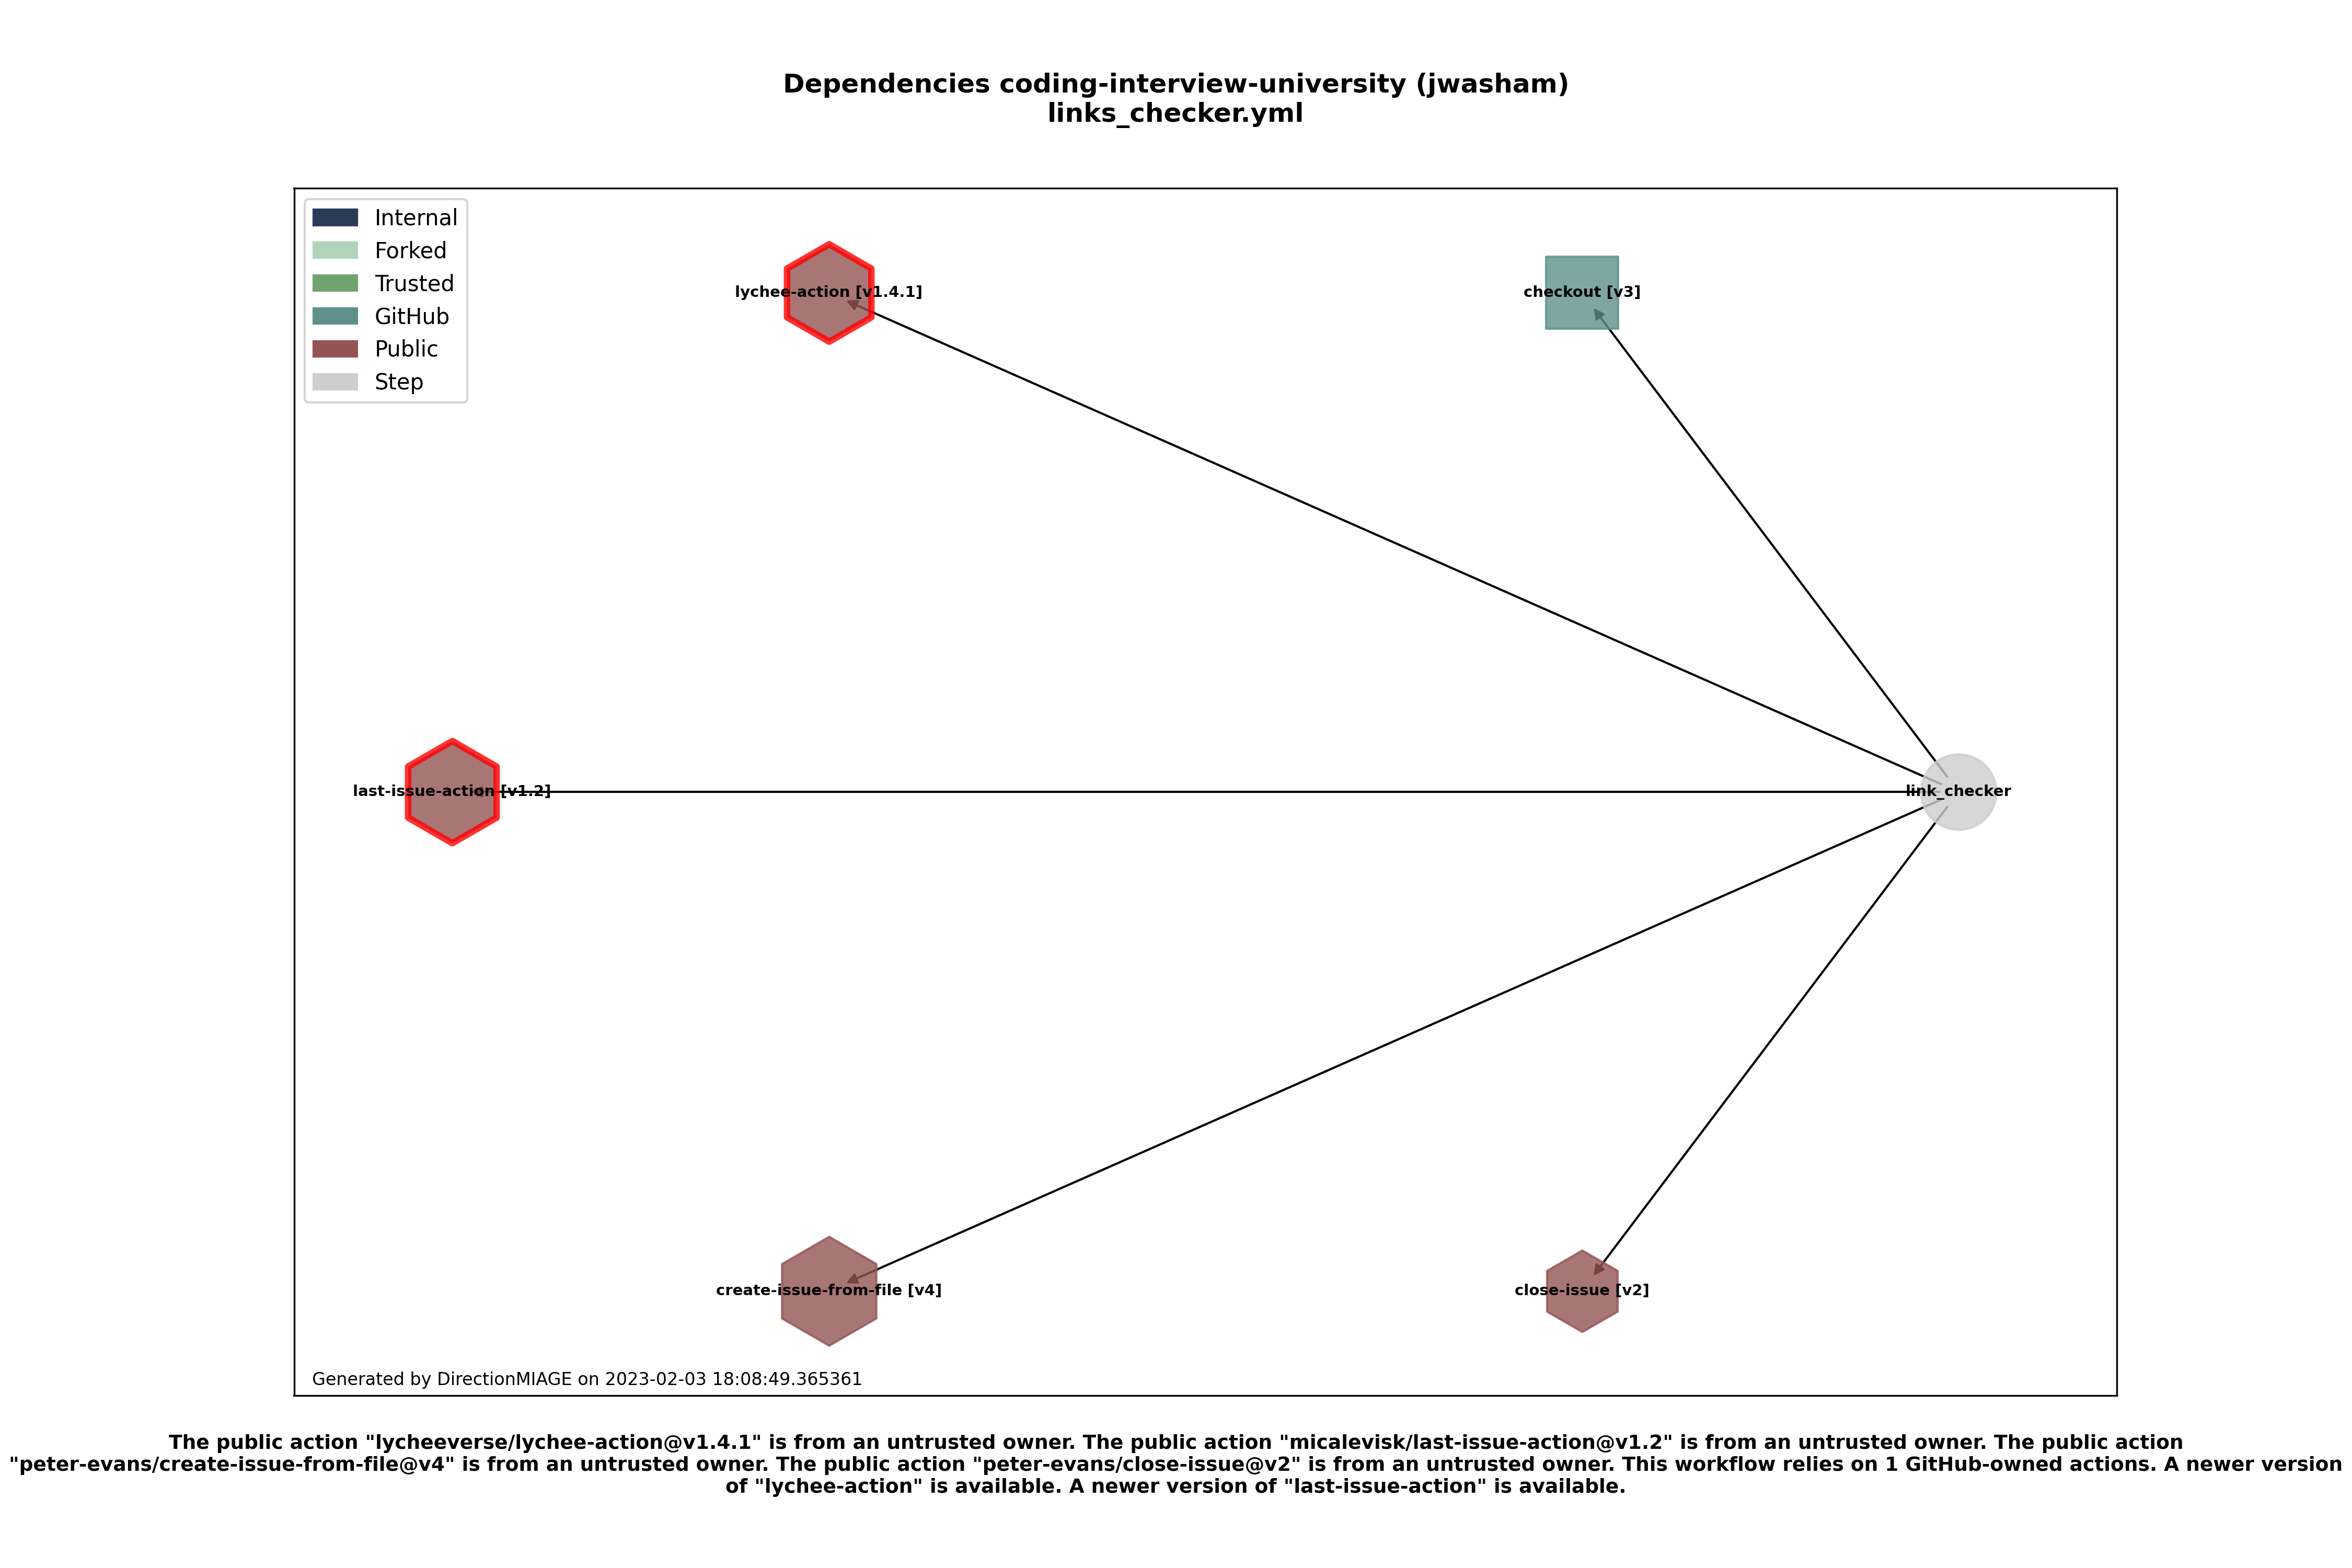 Dependencies coding-interview-university (jwasham)
links_checker.yml
Internal
Forked
Trusted
GitHub
Public
Step
lychee-action [v1.4.1]
checkout [v3]
last-issue-action [v1.2]
link_checker
create-issue-from-file [v4]
close-issue [v2]
Generated by DirectionMIAGE on 2023-02-03 18:08:49.365361
The public action "lycheeverse/lychee-action@v1.4.1" is from an untrusted owner. The public action "micalevisk/last-issue-action@v1.2" is from an untrusted owner. The public action
"peter-evans/create-issue-from-file@v4" is from an untrusted owner. The public action "peter-evans/close-issue@v2" is from an untrusted owner. This workflow relies on 1 GitHub-owned actions. A newer version
of "lychee-action" is available. A newer version of "last-issue-action" is available.